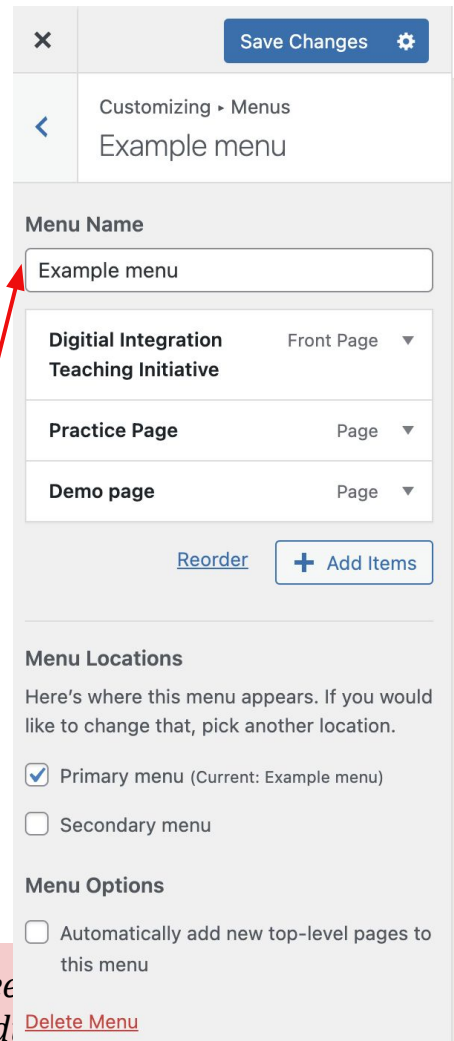 Save Changes
Customizing ▸ Menus
Example menu
Menu Name
Example menu
Digitial Integration Front Page
Teaching Initiative
Practice Page Page
Demo page Page
Reorder + Add Items
Menu Locations
Here’s where this menu appears. If you would
like to change that, pick another location.
Primary menu (Current: Example menu)
Secondary menu
Menu Options
Automatically add new top-level pages to
this menu
Delete Menu